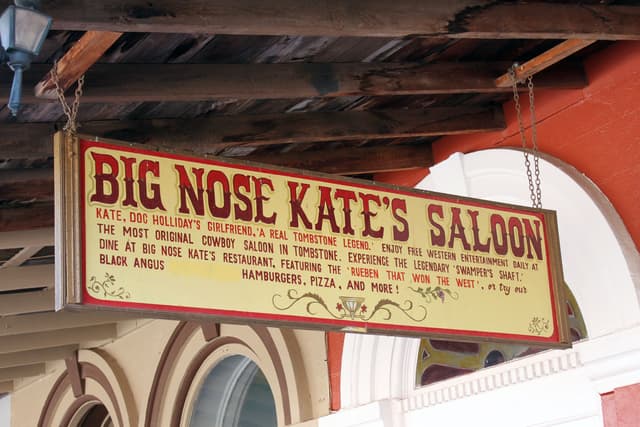 BIG NOSE KATE'S SALOON
KATE, DOC HOLLIDAY'S GIRLFRIEND, 'A REAL TOMBSTONE LEGEND.' ENJOY FREE WESTERN ENTERTAINMENT DAILY AT
THE MOST ORIGINAL COWBOY SALOON IN TOMBSTONE. EXPERIENCE THE LEGENDARY 'SWAMPER'S SHAFT.'
DINE AT BIG NOSE KATE'S RESTAURANT, FEATURING THE 'RUEBEN THAT WON THE WEST', or try our
BLACK ANGUS HAMBURGERS, PIZZA, AND MORE!